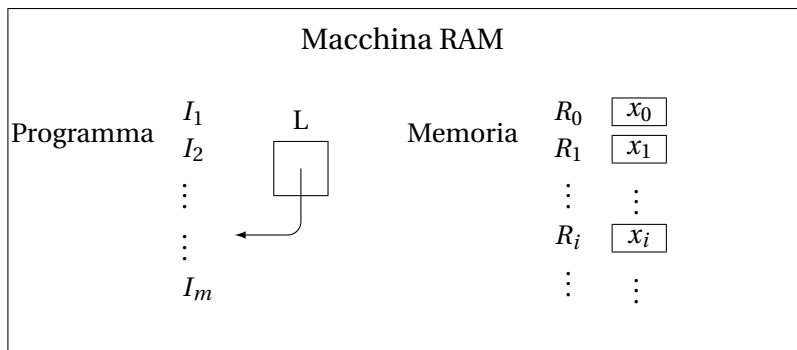 Macchina RAM
Programma
I₁
I₂
⋮
⋮
Iₘ
L
Memoria
R₀ x₀
R₁ x₁
⋮ ⋮
Rᵢ xᵢ
⋮ ⋮